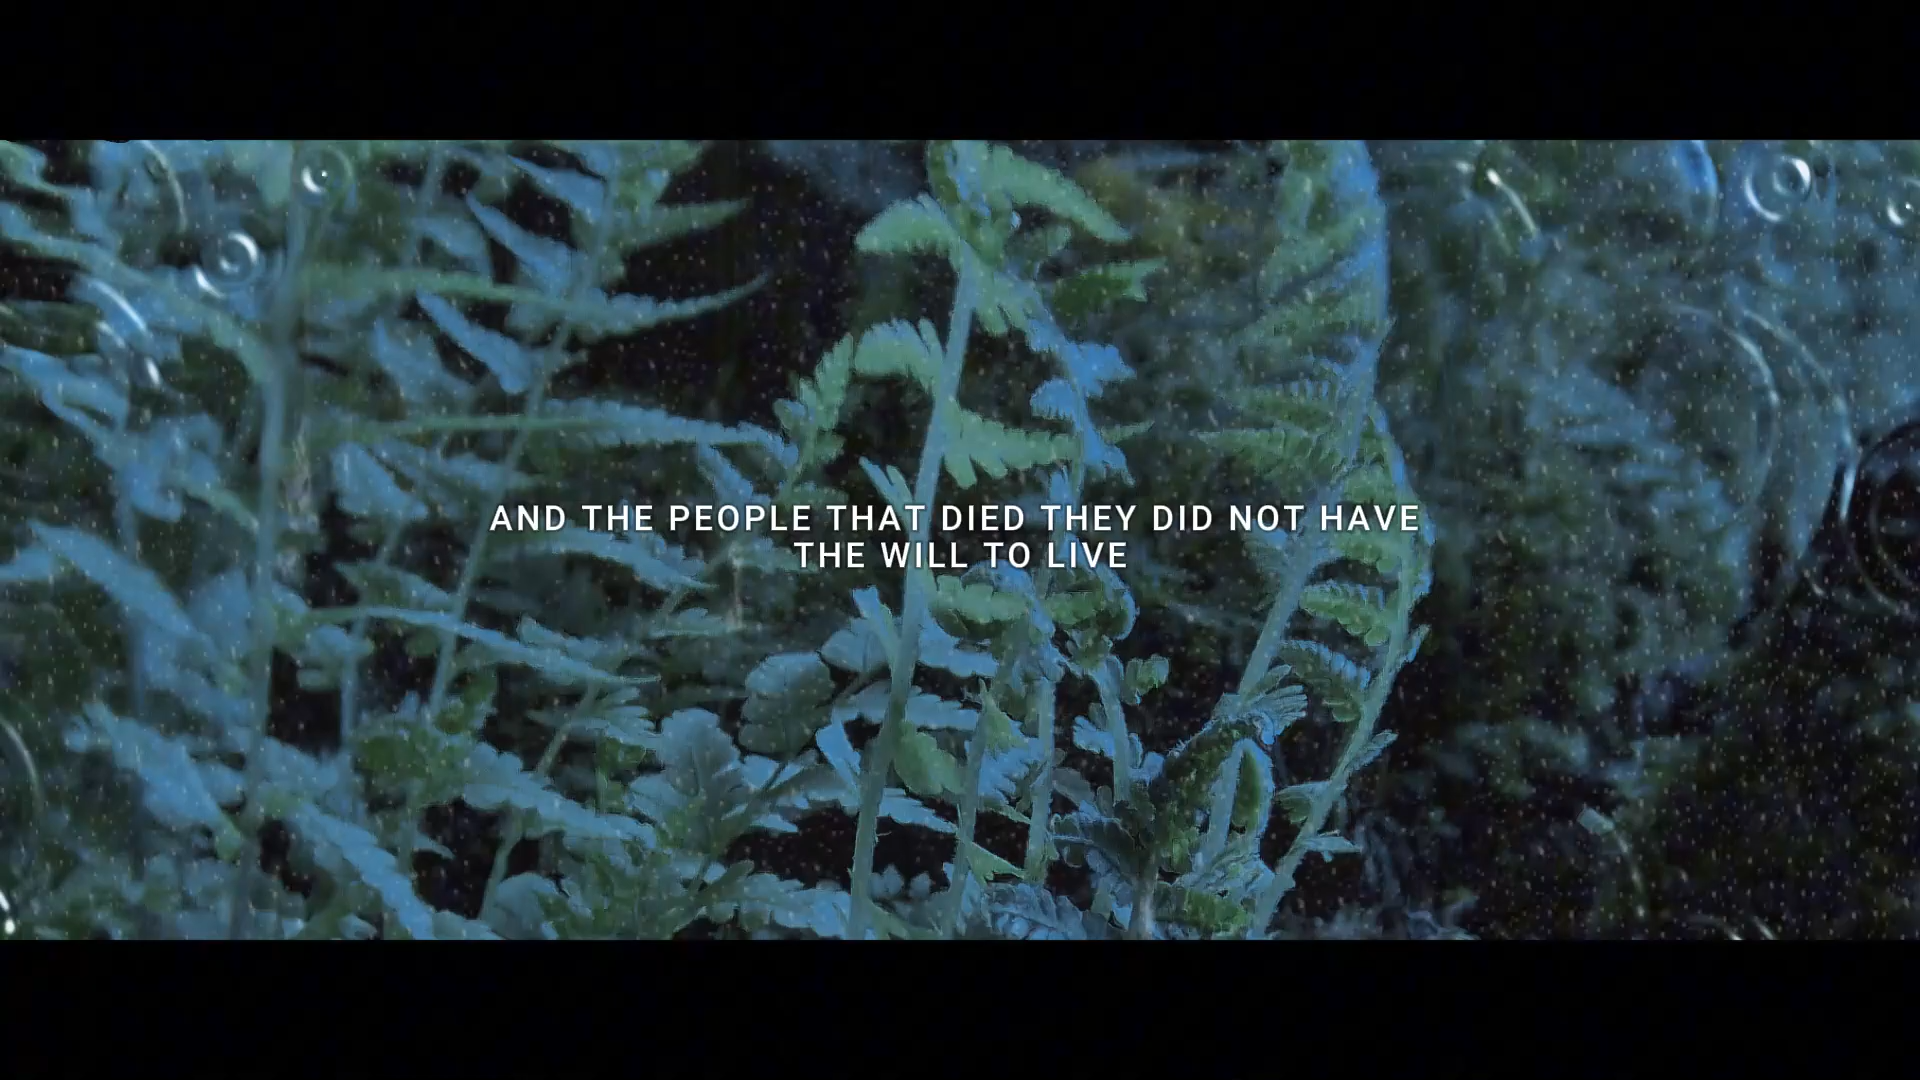 AND THE PEOPLE THAT DIED THEY DID NOT HAVE
THE WILL TO LIVE